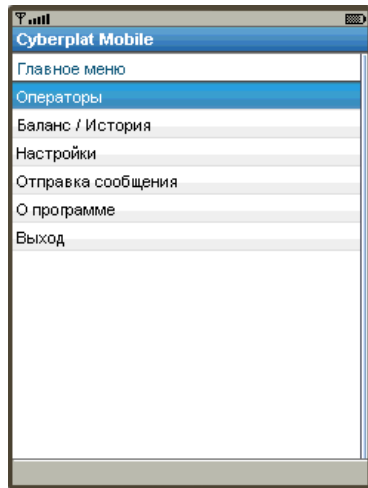 Cyberplat Mobile
Главное меню
Операторы
Баланс / История
Настройки
Отправка сообщения
О программе
Выход